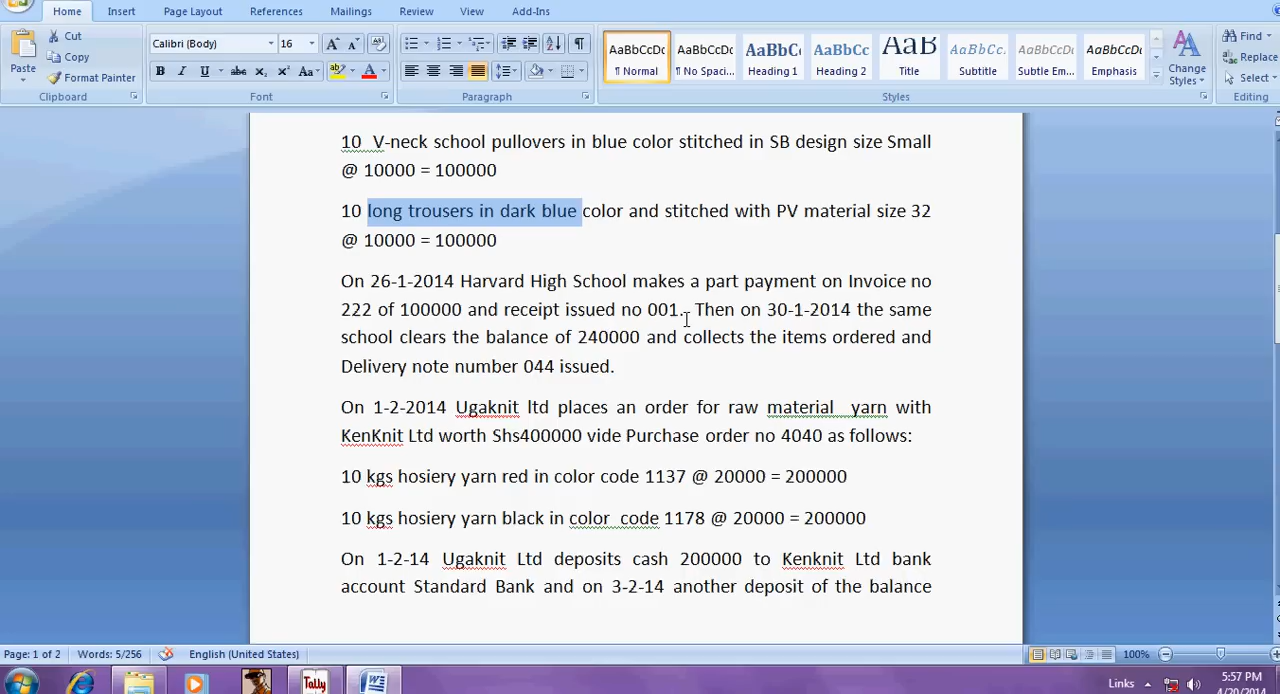 Home Insert Page Layout References Mailings Review View Add-Ins
Paste
Cut
Copy
Format Painter
Clipboard
Calibri (Body) 16
Font
Paragraph
AaBbCcDc AaBbCcDc AaBbC AaBbCc AaB AaBbCc. AaBbCcDc AaBbCcDc
¶ Normal ¶ No Spaci... Heading 1 Heading 2 Title Subtitle Subtle Em... Emphasis
Change Styles
Styles
Find
Replace
Select
Editing
10 V-neck school pullovers in blue color stitched in SB design size Small
@ 10000 = 100000
10 long trousers in dark blue color and stitched with PV material size 32
@ 10000 = 100000
On 26-1-2014 Harvard High School makes a part payment on Invoice no
222 of 100000 and receipt issued no 001. Then on 30-1-2014 the same
school clears the balance of 240000 and collects the items ordered and
Delivery note number 044 issued.
On 1-2-2014 Ugaknit ltd places an order for raw material yarn with
KenKnit Ltd worth Shs400000 vide Purchase order no 4040 as follows:
10 kgs hosiery yarn red in color code 1137 @ 20000 = 200000
10 kgs hosiery yarn black in color code 1178 @ 20000 = 200000
On 1-2-14 Ugaknit Ltd deposits cash 200000 to Kenknit Ltd bank
account Standard Bank and on 3-2-14 another deposit of the balance
Page: 1 of 2 Words: 5/256 English (United States) 100%
Tally Links 5:57 PM
4/20/2014